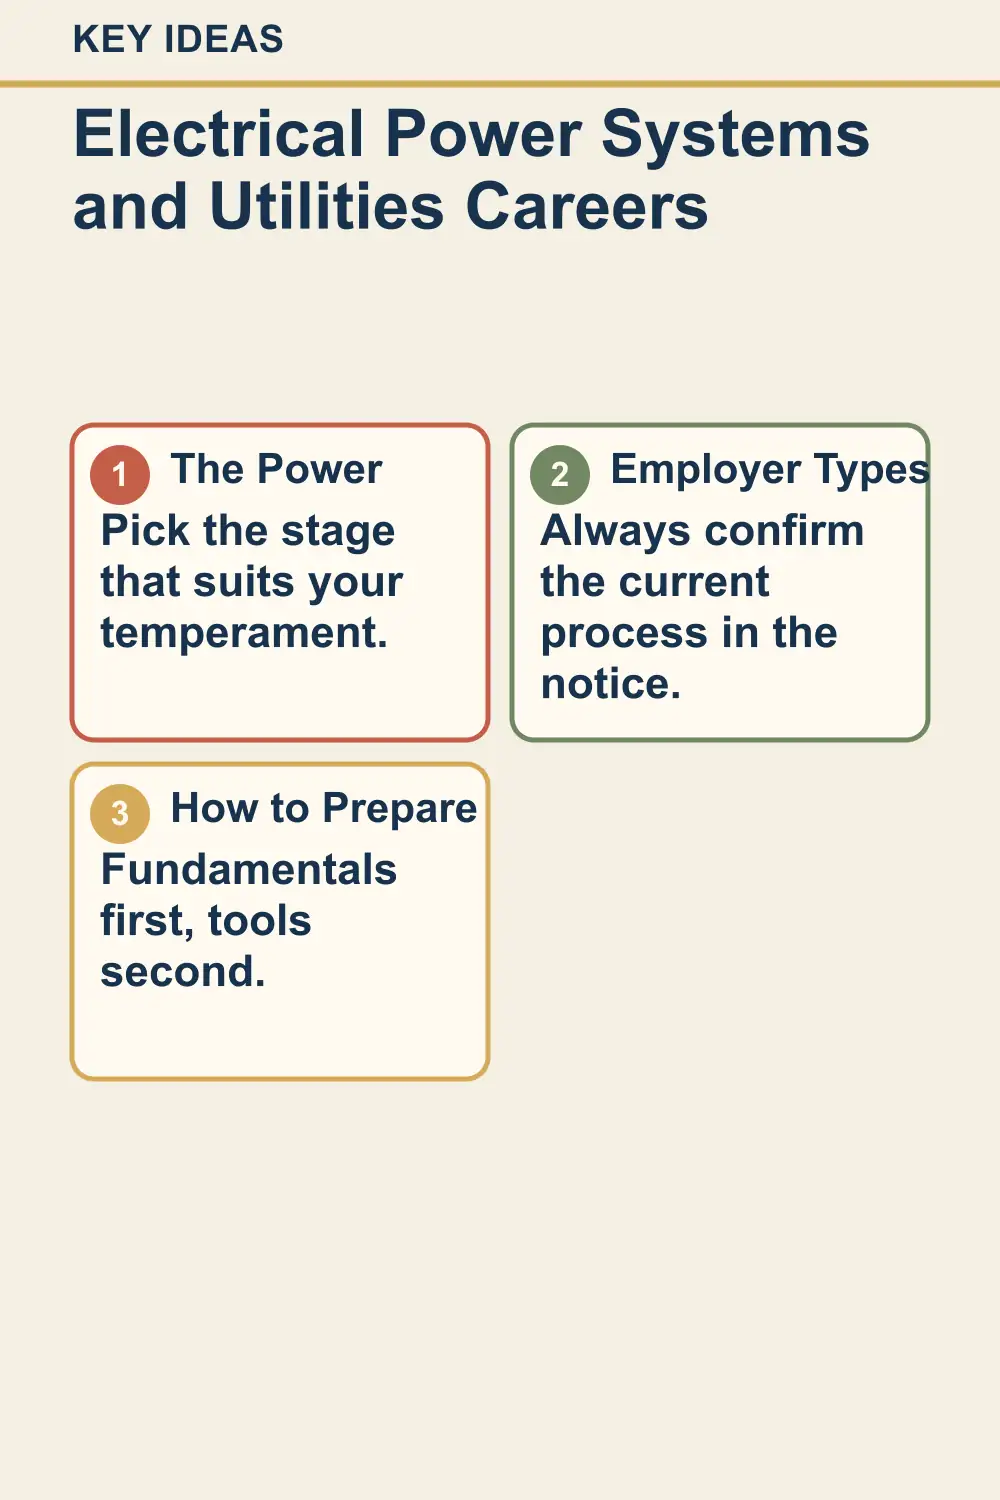 KEY IDEAS
Electrical Power Systems
and Utilities Careers
1 The Power
Pick the stage
that suits your
temperament.
2 Employer Types
Always confirm
the current
process in the
notice.
3 How to Prepare
Fundamentals
first, tools
second.